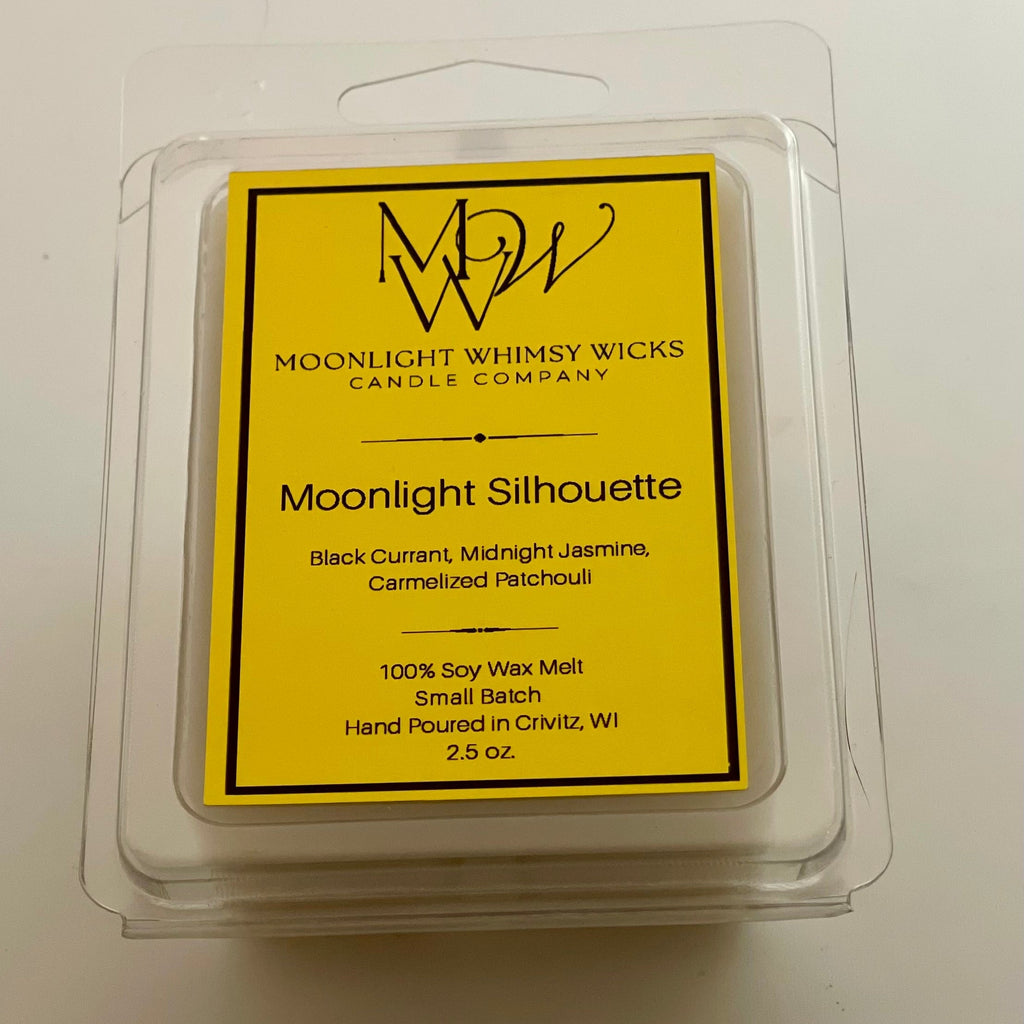 MWW
MOONLIGHT WHIMSY WICKS
CANDLE COMPANY
Moonlight Silhouette
Black Currant, Midnight Jasmine,
Carmelized Patchouli
100% Soy Wax Melt
Small Batch
Hand Poured in Crivitz, WI
2.5 oz.